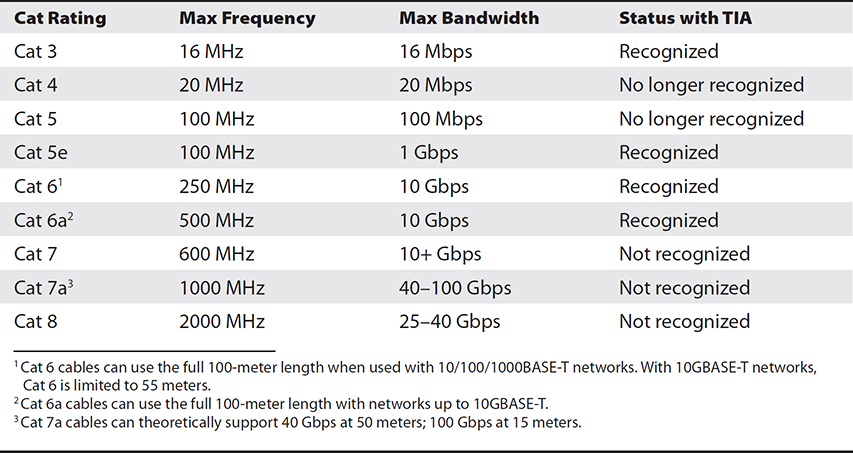 Cat Rating Max Frequency Max Bandwidth Status with TIA
Cat 3 16 MHz 16 Mbps Recognized
Cat 4 20 MHz 20 Mbps No longer recognized
Cat 5 100 MHz 100 Mbps No longer recognized
Cat 5e 100 MHz 1 Gbps Recognized
Cat 6¹ 250 MHz 10 Gbps Recognized
Cat 6a² 500 MHz 10 Gbps Recognized
Cat 7 600 MHz 10+ Gbps Not recognized
Cat 7a³ 1000 MHz 40–100 Gbps Not recognized
Cat 8 2000 MHz 25–40 Gbps Not recognized
¹ Cat 6 cables can use the full 100-meter length when used with 10/100/1000BASE-T networks. With 10GBASE-T networks,
Cat 6 is limited to 55 meters.
² Cat 6a cables can use the full 100-meter length with networks up to 10GBASE-T.
³ Cat 7a cables can theoretically support 40 Gbps at 50 meters; 100 Gbps at 15 meters.